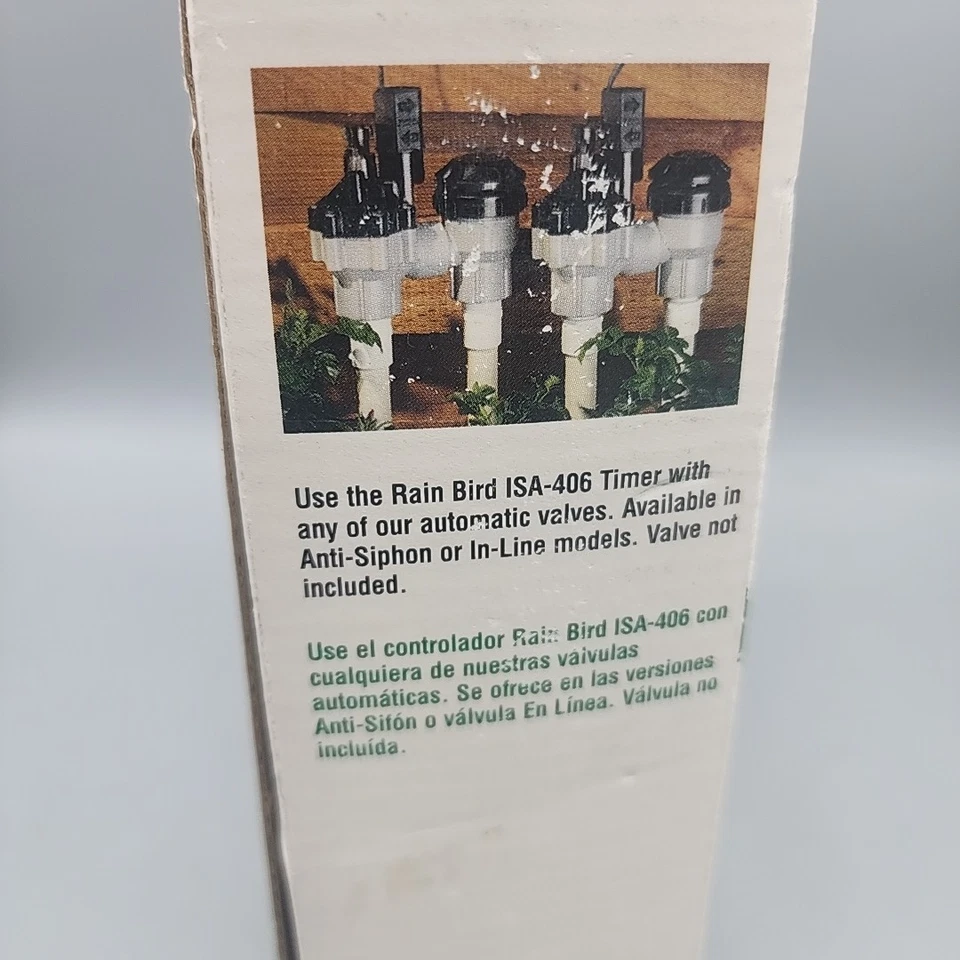 Use the Rain Bird ISA-406 Timer with
any of our automatic valves. Available in
Anti-Siphon or In-Line models. Valve not
included.
Use el controlador Rain Bird ISA-406 con
cualquiera de nuestras váivulas
automáticas. Se ofrece en las versiones
Anti-Sifón o válvula En Línea. Válvula no
incluída.